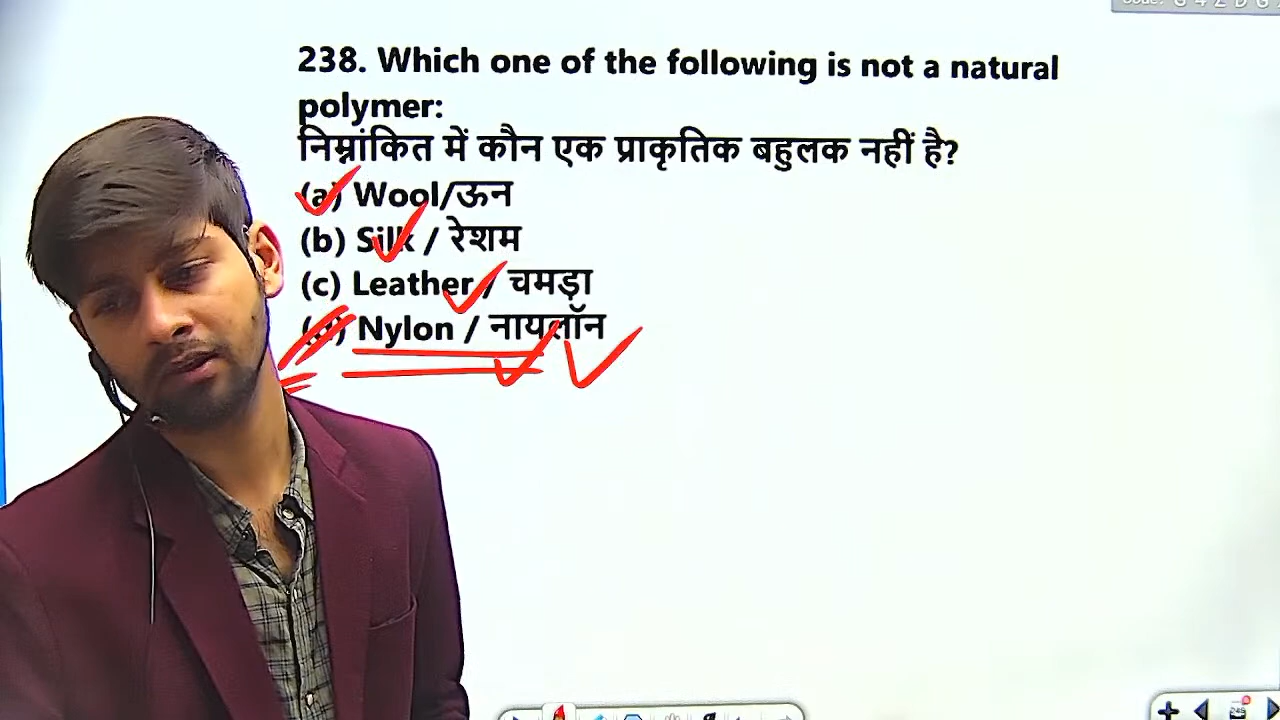 238. Which one of the following is not a natural
polymer:
निम्नांकित में कौन एक प्राकृतिक बहुलक नहीं है?
(a) Wool/ऊन
(b) Silk / रेशम
(c) Leather / चमड़ा
(d) Nylon / नायलॉन